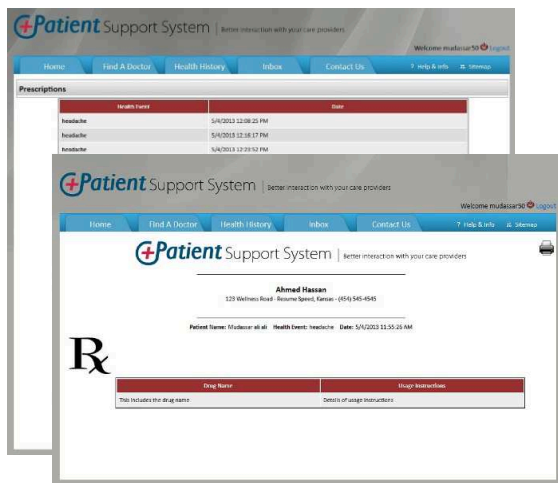 Patient Support System | Better interaction with your care providers
Welcome mudassar50 Logout
Home Find A Doctor Health History Inbox Contact Us ? Help & Info Sitemap
Prescriptions
Health Event Date
headache 5/4/2013 12:08:25 PM
headache 5/4/2013 12:18:17 PM
headache 5/4/2013 12:23:52 PM
Patient Support System | Better interaction with your care providers
Welcome mudassar50 Logout
Home Find A Doctor Health History Inbox Contact Us ? Help & Info Sitemap
Patient Support System | Better interaction with your care providers
Ahmed Hassan
123 Wellness Road - Resume Speed, Kansas - (454) 545-4545
Patient Name: Mudassar ali ali Health Event: headache Date: 5/4/2013 11:55:26 AM
Rx
Drug Name Usage Instructions
This includes the drug name Details of usage instructions